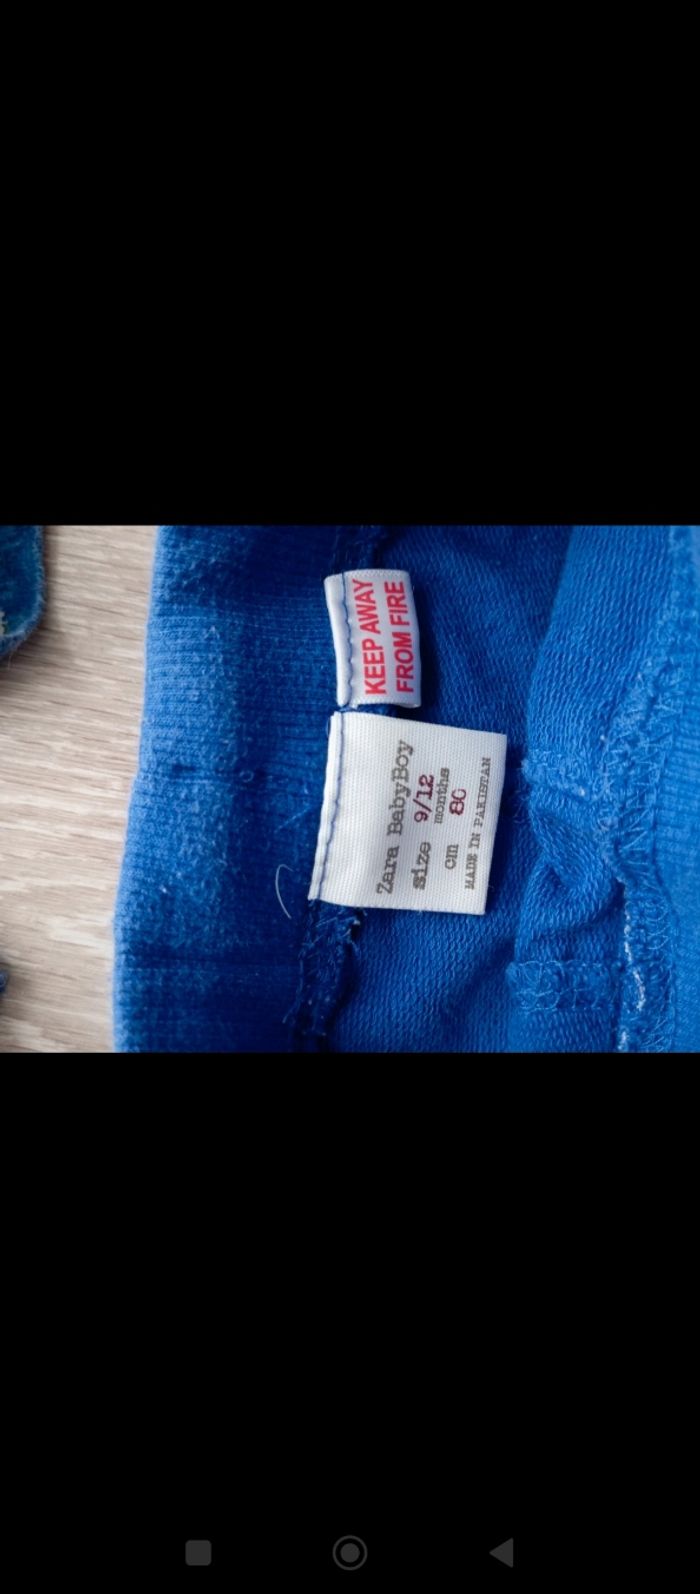 KEEP AWAY
FROM FIRE
Zara BabyBoy
size 9/12
months
cm 80
MADE IN PAKISTAN